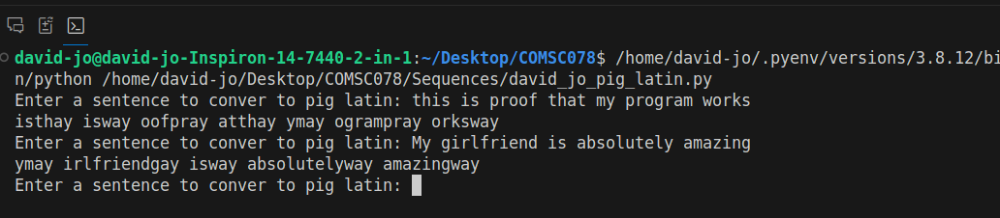 david-jo@david-jo-Inspiron-14-7440-2-in-1:~/Desktop/COMSC078$ /home/david-jo/.pyenv/versions/3.8.12/bi
n/python /home/david-jo/Desktop/COMSC078/Sequences/david_jo_pig_latin.py
Enter a sentence to conver to pig latin: this is proof that my program works
isthay isway oofpray atthay ymay ogrampray orksway
Enter a sentence to conver to pig latin: My girlfriend is absolutely amazing
ymay irlfriendgay isway absolutelyway amazingway
Enter a sentence to conver to pig latin: